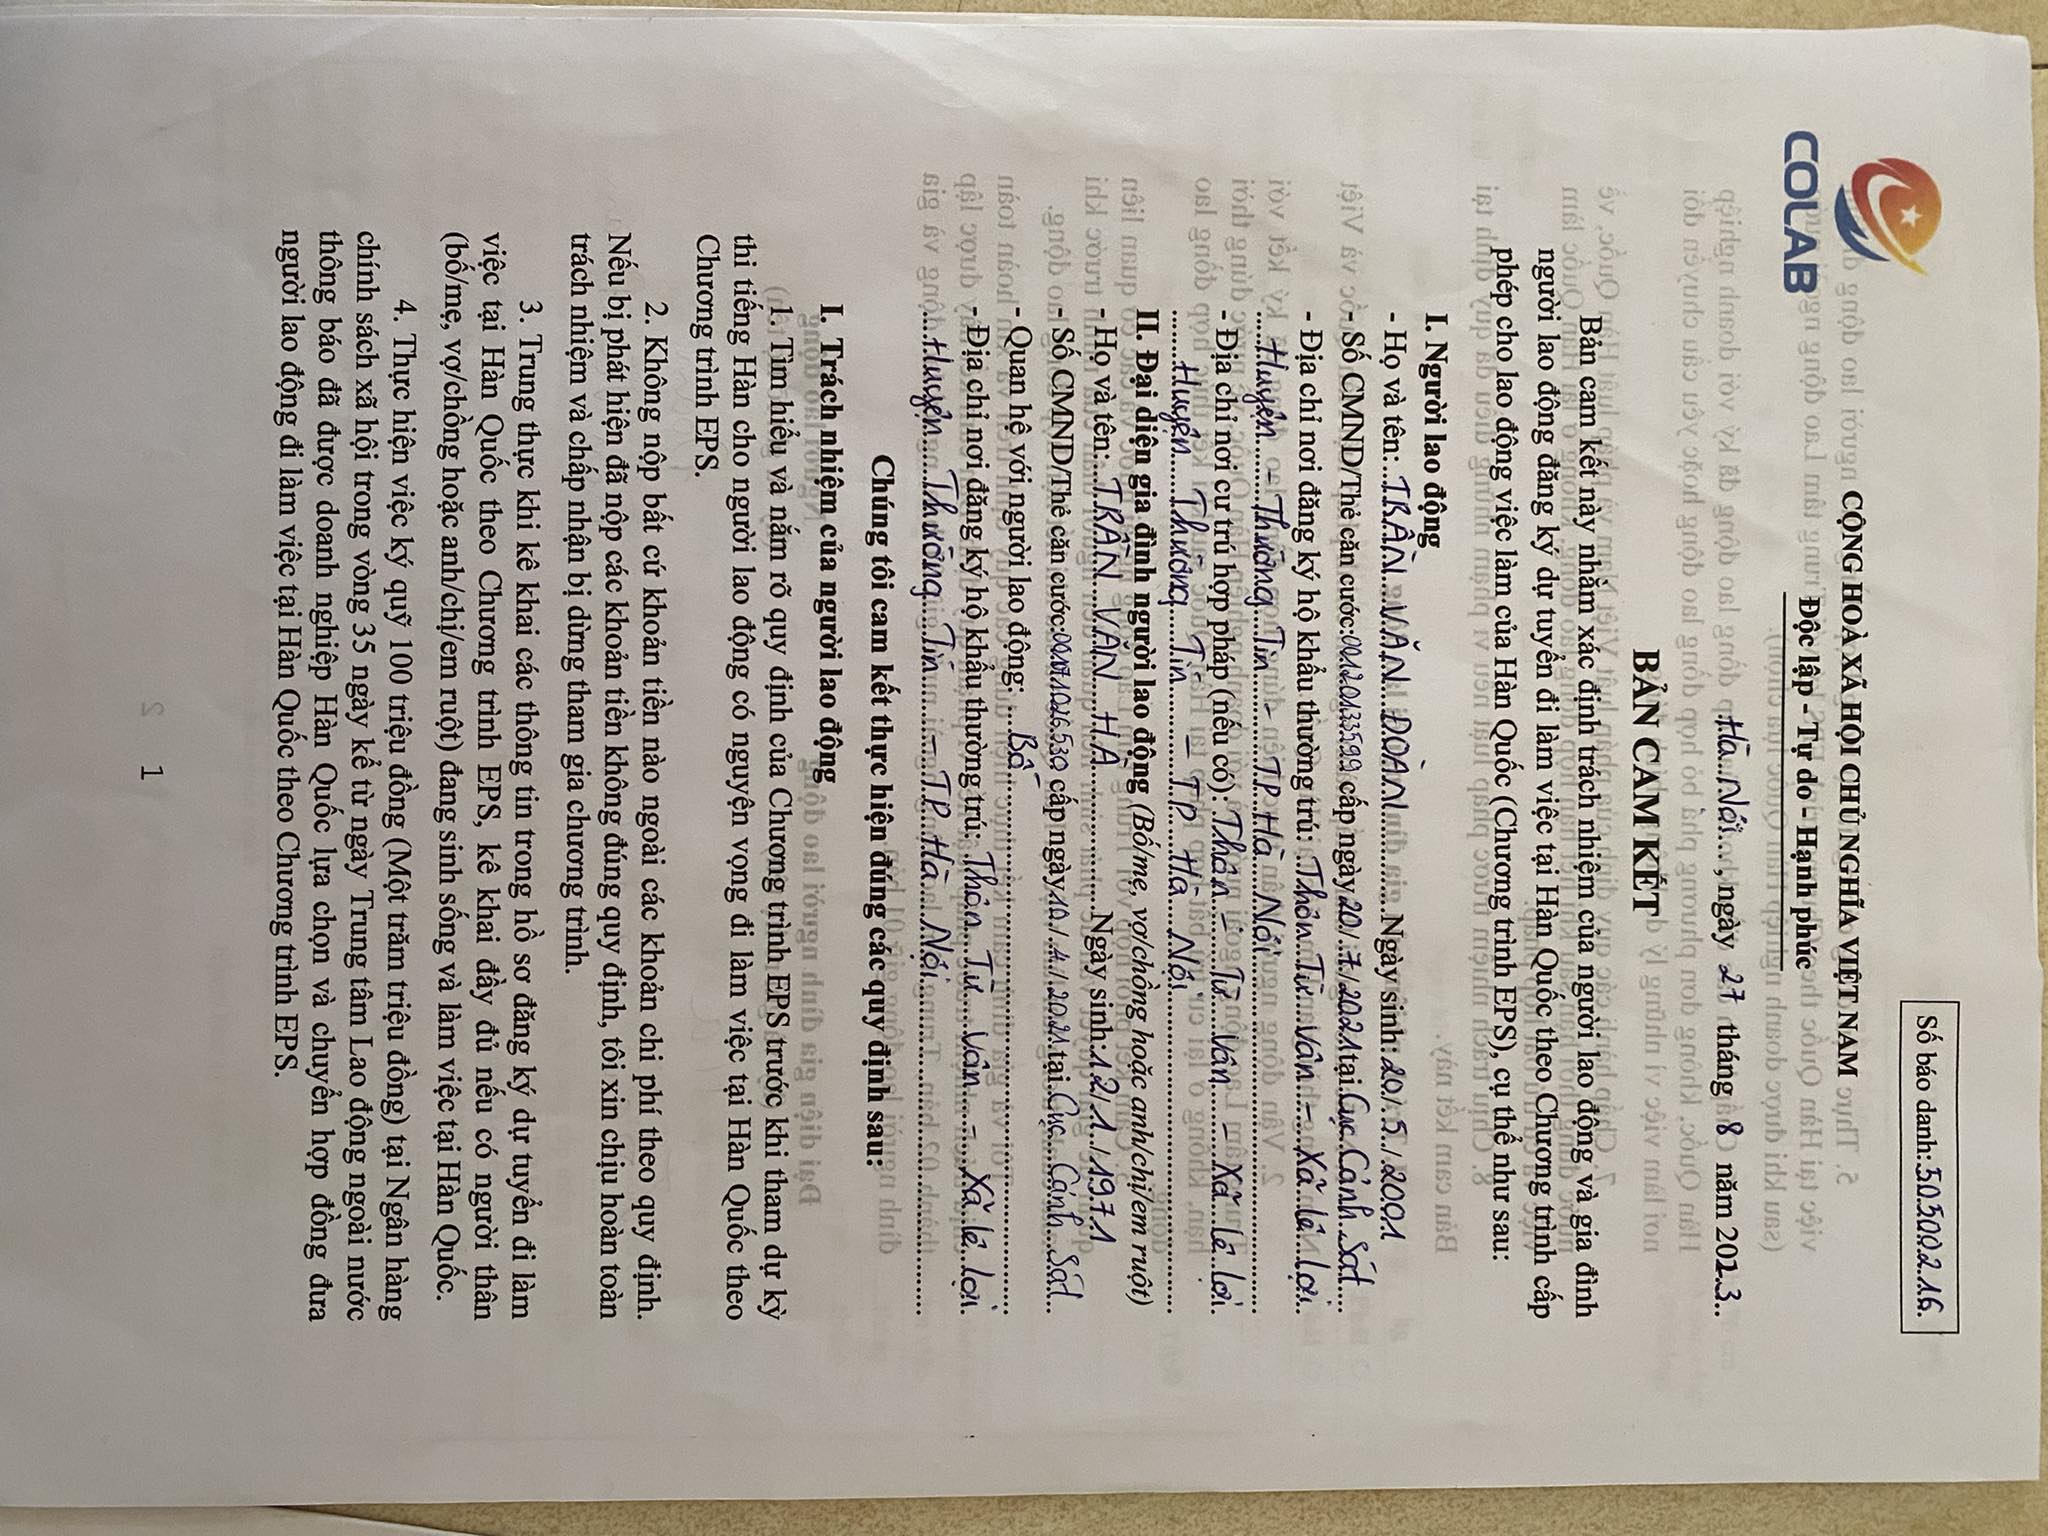 Số báo danh: 50500216.
COLAB
CỘNG HOÀ XÃ HỘI CHỦ NGHĨA VIỆT NAM
Độc lập - Tự do - Hạnh phúc
Hà Nội, ngày 27 tháng 8 năm 2023
BẢN CAM KẾT
Bản cam kết này nhằm xác định trách nhiệm của người lao động và gia đình
người lao động đăng ký dự tuyển đi làm việc tại Hàn Quốc theo Chương trình cấp
phép cho lao động việc làm của Hàn Quốc (Chương trình EPS), cụ thể như sau:
I. Người lao động
- Họ và tên: TRẦN VĂN ĐOÀN Ngày sinh: 20/5/2001
- Số CMND/Thẻ căn cước: 001201033599 cấp ngày 20/7/2021 tại Cục Cảnh Sát
- Địa chỉ nơi đăng ký hộ khẩu thường trú: Thôn Từ Vân - Xã Lê Lợi
Huyện - Thường Tín - TP Hà Nội
- Địa chỉ nơi cư trú hợp pháp (nếu có): Thôn - Từ Vân - Xã Lê Lợi
Huyện Thường Tín - TP Hà Nội
II. Đại diện gia đình người lao động (Bố/mẹ, vợ/chồng hoặc anh/chị/em ruột)
- Họ và tên: TRẦN VĂN HÀ Ngày sinh: 12/1/1971
- Số CMND/Thẻ căn cước: cấp ngày 10/4/2021 tại Cục Cảnh Sát
- Quan hệ với người lao động: Bố
- Địa chỉ nơi đăng ký hộ khẩu thường trú: Thôn Từ Vân - Xã Lê Lợi
Huyện Thường Tín - TP Hà Nội
Chúng tôi cam kết thực hiện đúng các quy định sau:
I. Trách nhiệm của người lao động
1. Tìm hiểu và nắm rõ quy định của Chương trình EPS trước khi tham dự kỳ
thi tiếng Hàn cho người lao động có nguyện vọng đi làm việc tại Hàn Quốc theo
Chương trình EPS.
2. Không nộp bất cứ khoản tiền nào ngoài các khoản chi phí theo quy định.
Nếu bị phát hiện đã nộp các khoản tiền không đúng quy định, tôi xin chịu hoàn toàn
trách nhiệm và chấp nhận bị dừng tham gia chương trình.
3. Trung thực khi kê khai các thông tin trong hồ sơ đăng ký dự tuyển đi làm
việc tại Hàn Quốc theo Chương trình EPS, kê khai đầy đủ nếu có người thân
(bố/mẹ, vợ/chồng hoặc anh/chị/em ruột) đang sinh sống và làm việc tại Hàn Quốc.
4. Thực hiện việc ký quỹ 100 triệu đồng (Một trăm triệu đồng) tại Ngân hàng
chính sách xã hội trong vòng 35 ngày kể từ ngày Trung tâm Lao động ngoài nước
thông báo đã được doanh nghiệp Hàn Quốc lựa chọn và chuyển hợp đồng đưa
người lao động đi làm việc tại Hàn Quốc theo Chương trình EPS.
1